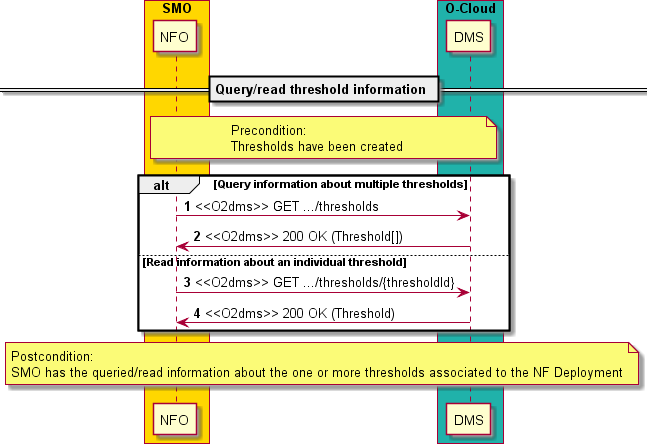 SMO
O-Cloud
NFO
DMS
Query/read threshold information
Precondition:
Thresholds have been created
alt
[Query information about multiple thresholds]
1 <<O2dms>> GET .../thresholds
2 <<O2dms>> 200 OK (Threshold[])
[Read information about an individual threshold]
3 <<O2dms>> GET .../thresholds/{thresholdId}
4 <<O2dms>> 200 OK (Threshold)
Postcondition:
SMO has the queried/read information about the one or more thresholds associated to the NF Deployment
NFO
DMS